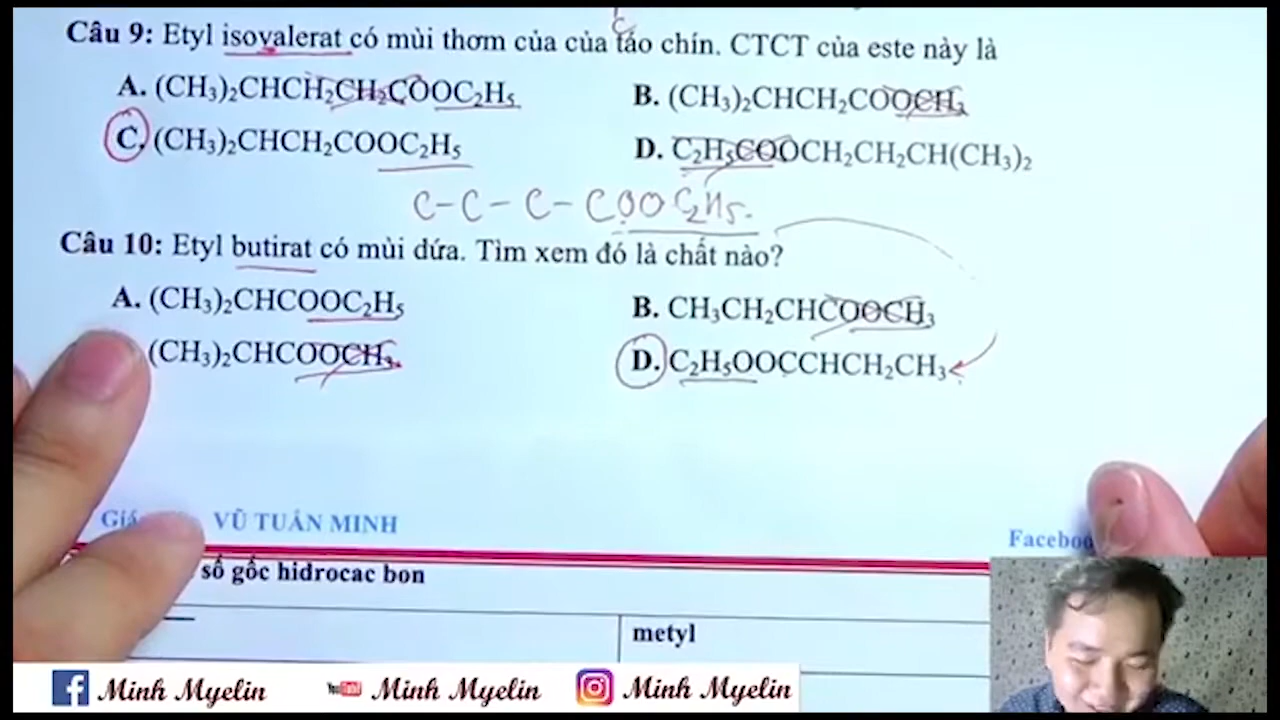 Câu 9: Etyl isovalerat có mùi thơm của của táo chín. CTCT của este này là
A. (CH₃)₂CHCH₂CH₂COOC₂H₅ B. (CH₃)₂CHCH₂COOCH₃
C. (CH₃)₂CHCH₂COOC₂H₅ D. C₂H₅COOCH₂CH₂CH(CH₃)₂
C-C-C-COOC₂H₅.
Câu 10: Etyl butirat có mùi dứa. Tìm xem đó là chất nào?
A. (CH₃)₂CHCOOC₂H₅ B. CH₃CH₂CHCOOCH₃
(CH₃)₂CHCOOCH₃. D. C₂H₅OOCCHCH₂CH₃
VŨ TUẤN MINH
số gốc hidrocac bon
metyl
Minh Myelin YouTube Minh Myelin Minh Myelin